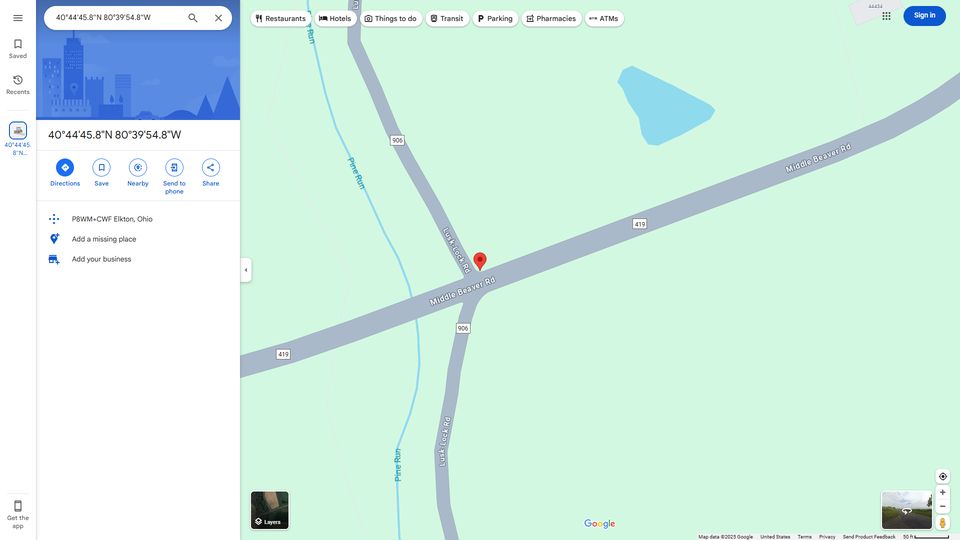 40°44'45.8"N 80°39'54.8"W
Restaurants
Hotels
Things to do
Transit
Parking
Pharmacies
ATMs
44434
Sign in
Saved
Recents
40°44'45.
8"N...
40°44'45.8"N 80°39'54.8"W
Directions
Save
Nearby
Send to
phone
Share
P8WM+CWF Elkton, Ohio
Add a missing place
Add your business
Get the
app
Pine Run
Lusk-Lock Rd
906
Pine Run
Middle Beaver Rd
419
Lusk-Lock Rd
Middle Beaver Rd
906
419
Lusk-Lock Rd
Pine Run
Layers
Google
Map data ©2025 Google
United States
Terms
Privacy
Send Product Feedback
50 ft